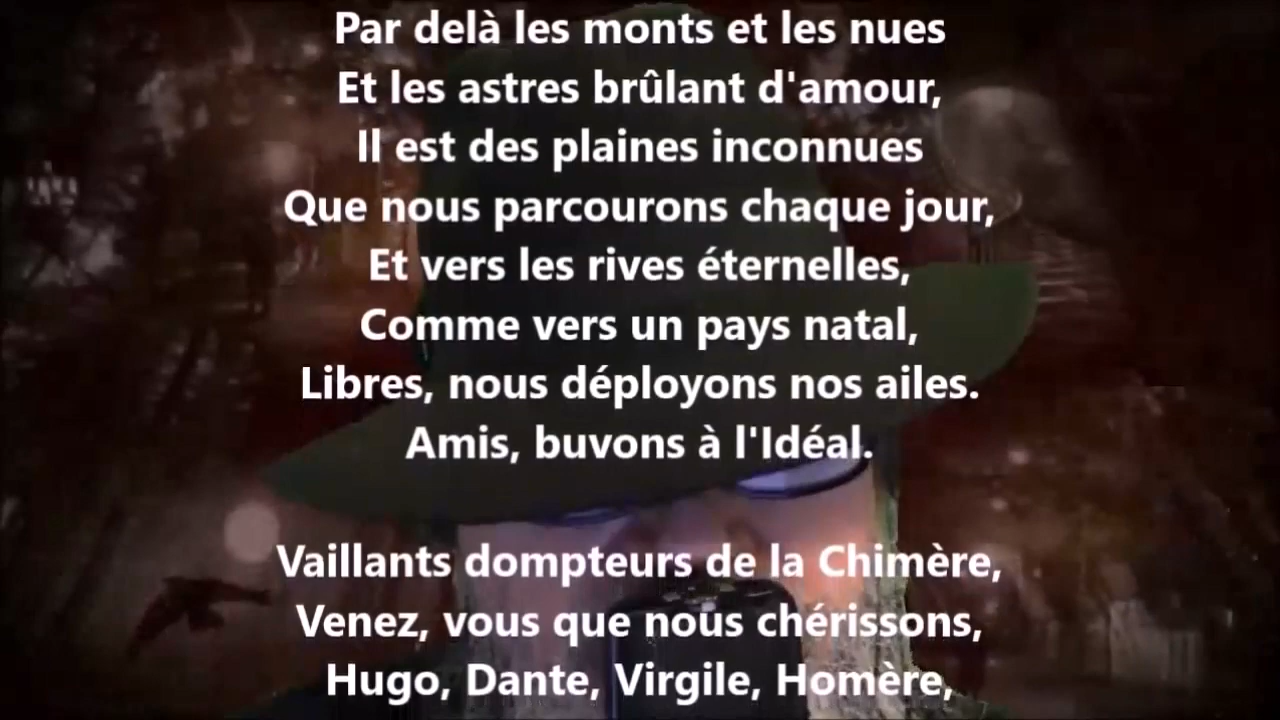 Par delà les monts et les nues
Et les astres brûlant d'amour,
Il est des plaines inconnues
Que nous parcourons chaque jour,
Et vers les rives éternelles,
Comme vers un pays natal,
Libres, nous déployons nos ailes.
Amis, buvons à l'Idéal.
Vaillants dompteurs de la Chimère,
Venez, vous que nous chérissons,
Hugo, Dante, Virgile, Homère,